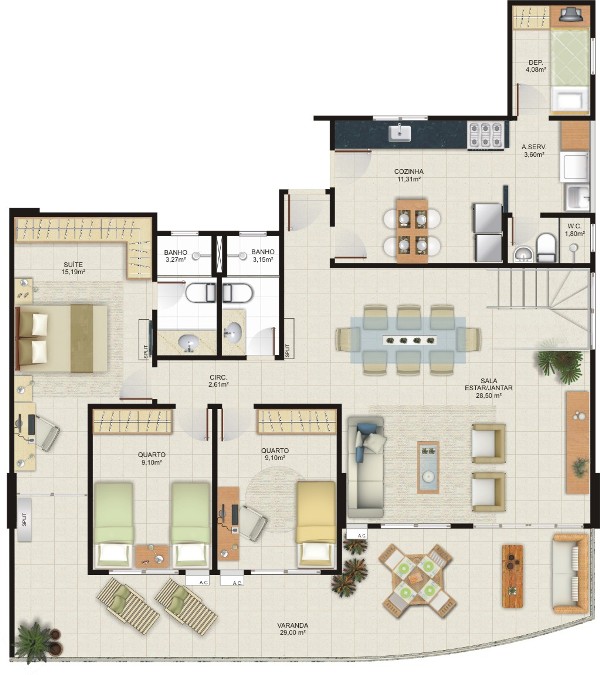 DEP.
4,08m²
A.SERV.
3,60m²
COZINHA
11,31m²
W.C.
1,80m²
BANHO
3,27m²
BANHO
3,15m²
SUÍTE
15,19m²
SPLIT
SPLIT
CIRC.
2,61m²
SALA
ESTAR/JANTAR
28,50 m²
QUARTO
9,10m²
QUARTO
9,10m²
SPLIT
A.C.
A.C.
A.C.
VARANDA
29,00 m²